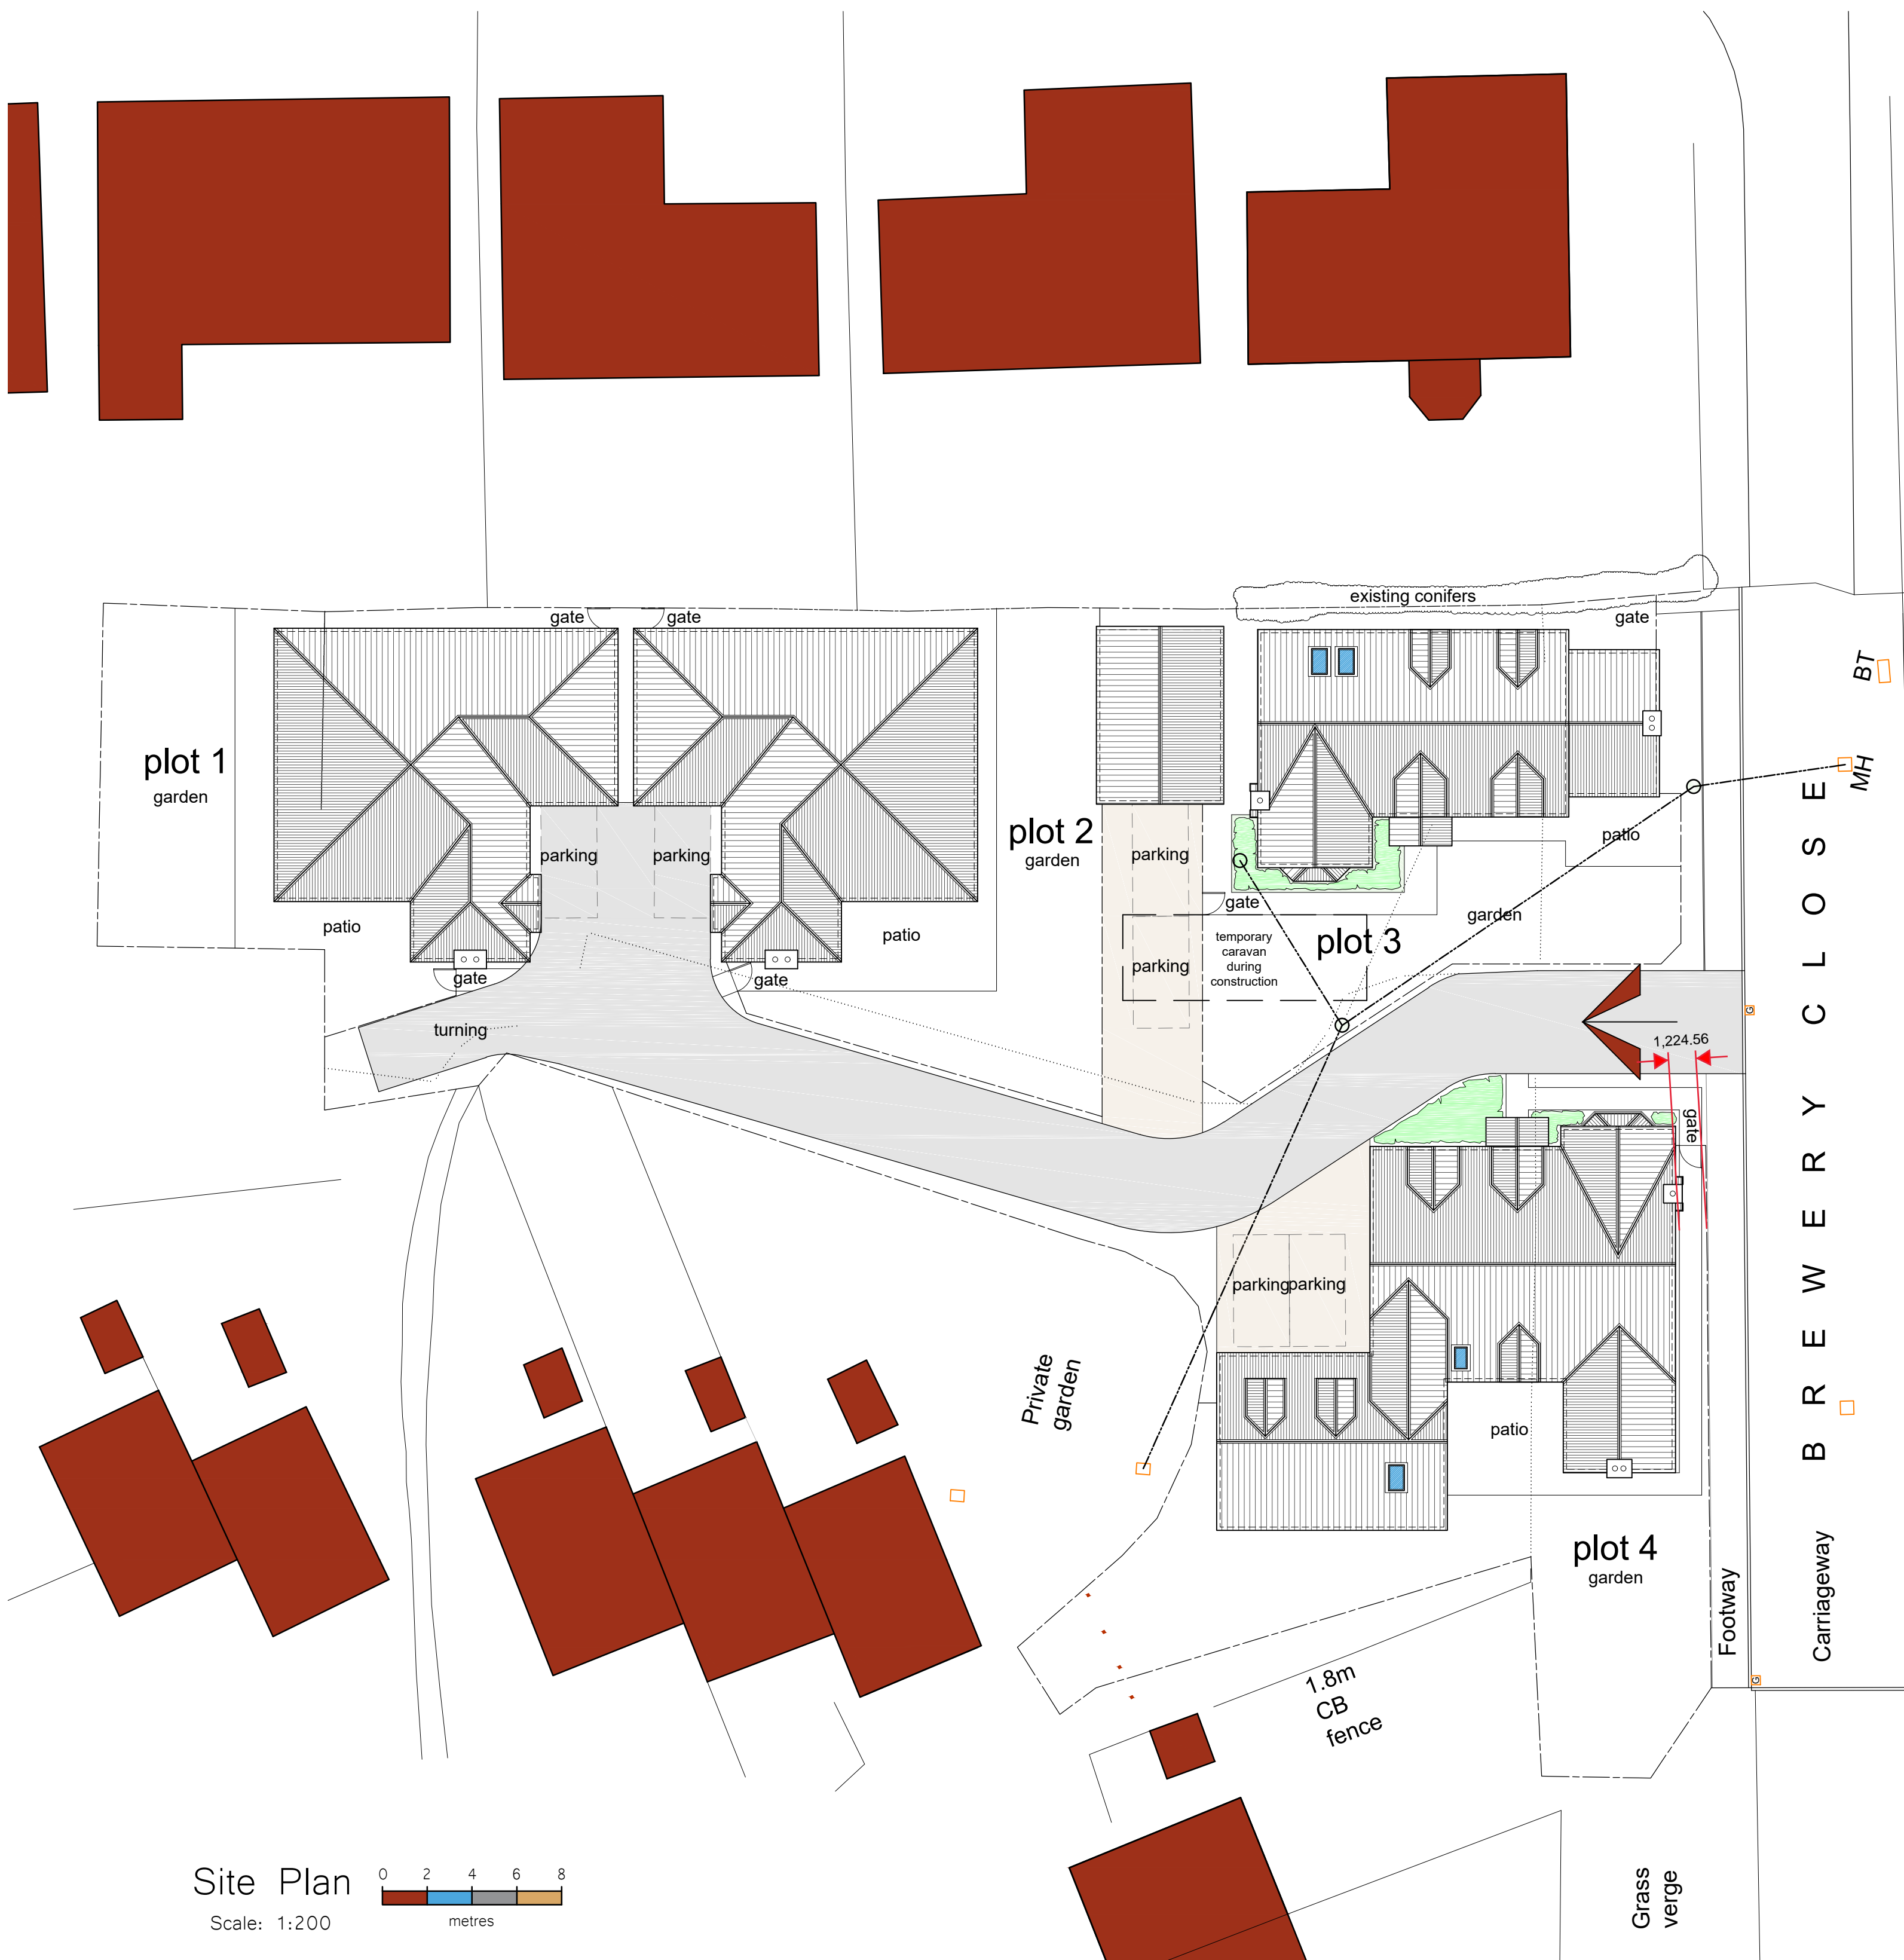 existing conifers
gate
gate
gate
BT
MH
plot 1
garden
plot 2
garden
parking
parking
parking
patio
patio
patio
gate
garden
temporary
caravan
during
construction
plot 3
parking
gate
gate
turning
G
1,224.56
gate
BREWERY CLOSE
parking
parking
Private
garden
patio
plot 4
garden
Footway
Carriageway
G
1.8m
CB
fence
Grass
verge
Site Plan
Scale: 1:200
0 2 4 6 8
metres